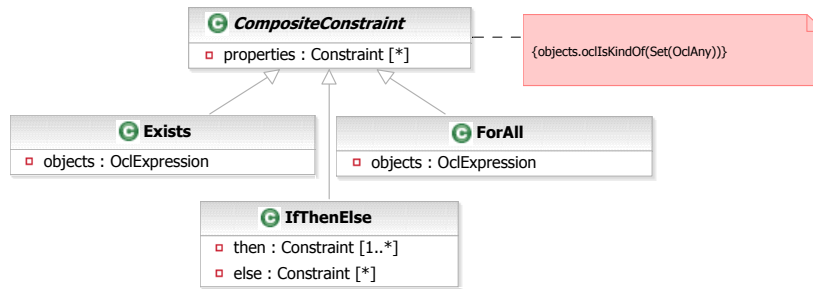 CompositeConstraint
properties : Constraint [*]
{objects.oclIsKindOf(Set(OclAny))}
Exists
objects : OclExpression
ForAll
objects : OclExpression
IfThenElse
then : Constraint [1..*]
else : Constraint [*]